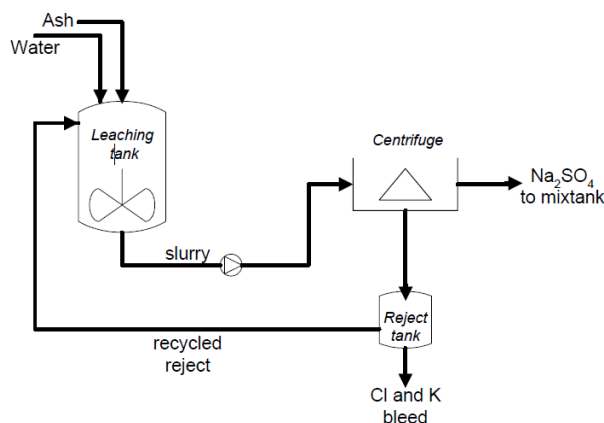 Ash
Water
Leaching
tank
Centrifuge
Na2SO4
to mixtank
slurry
Reject
tank
recycled
reject
Cl and K
bleed